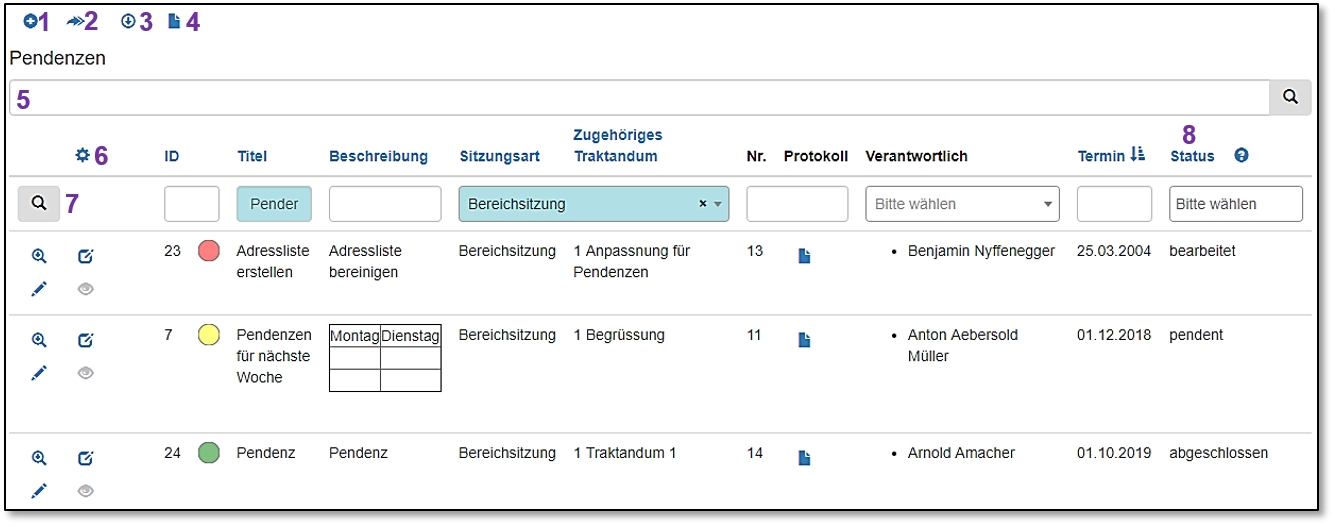 1 2 3 4
Pendenzen
5
6 ID Titel Beschreibung Sitzungsart Zugehöriges Traktandum Nr. Protokoll Verantwortlich Termin 8 Status ?
7 Pender Bereichsitzung × Bitte wählen Bitte wählen
23 Adressliste erstellen Adressliste bereinigen Bereichsitzung 1 Anpassnung für Pendenzen 13 • Benjamin Nyffenegger 25.03.2004 bearbeitet
7 Pendenzen für nächste Woche Montag Dienstag Bereichsitzung 1 Begrüssung 11 • Anton Aebersold Müller 01.12.2018 pendent
24 Pendenz Pendenz Bereichsitzung 1 Traktandum 1 14 • Arnold Amacher 01.10.2019 abgeschlossen